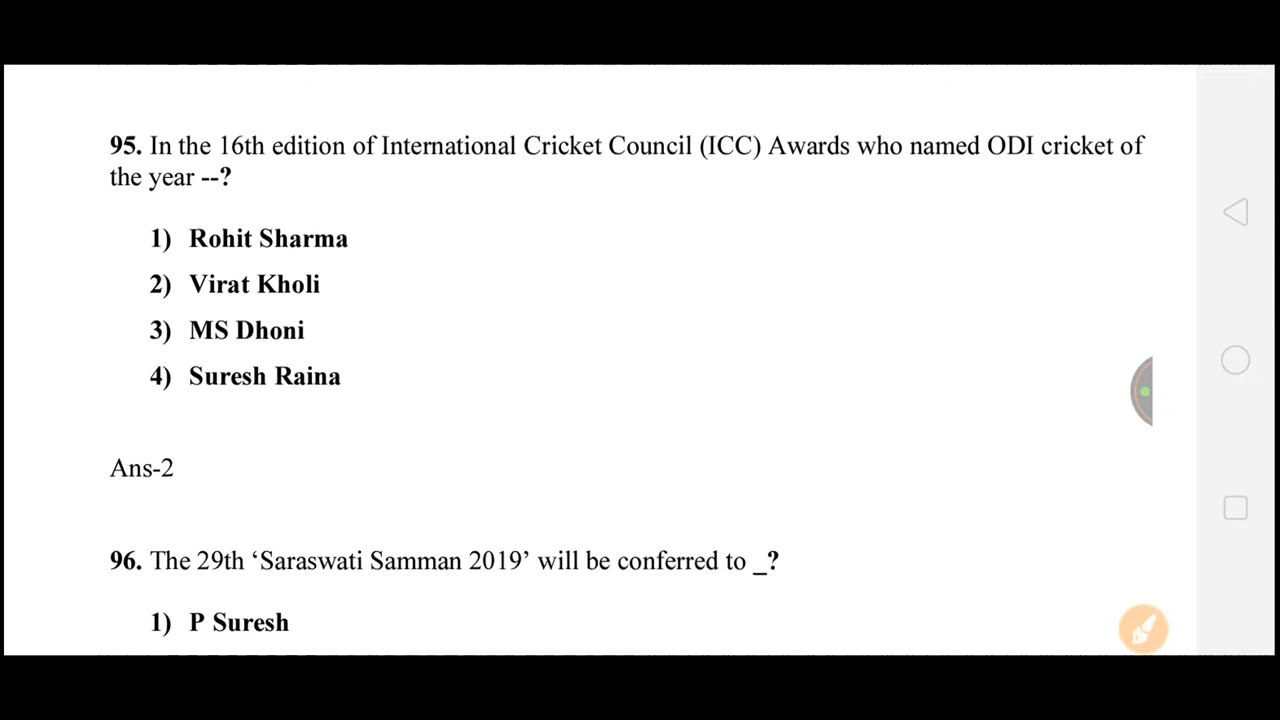 95. In the 16th edition of International Cricket Council (ICC) Awards who named ODI cricket of
the year --?
1) Rohit Sharma
2) Virat Kholi
3) MS Dhoni
4) Suresh Raina
Ans-2
96. The 29th ‘Saraswati Samman 2019’ will be conferred to _?
1) P Suresh